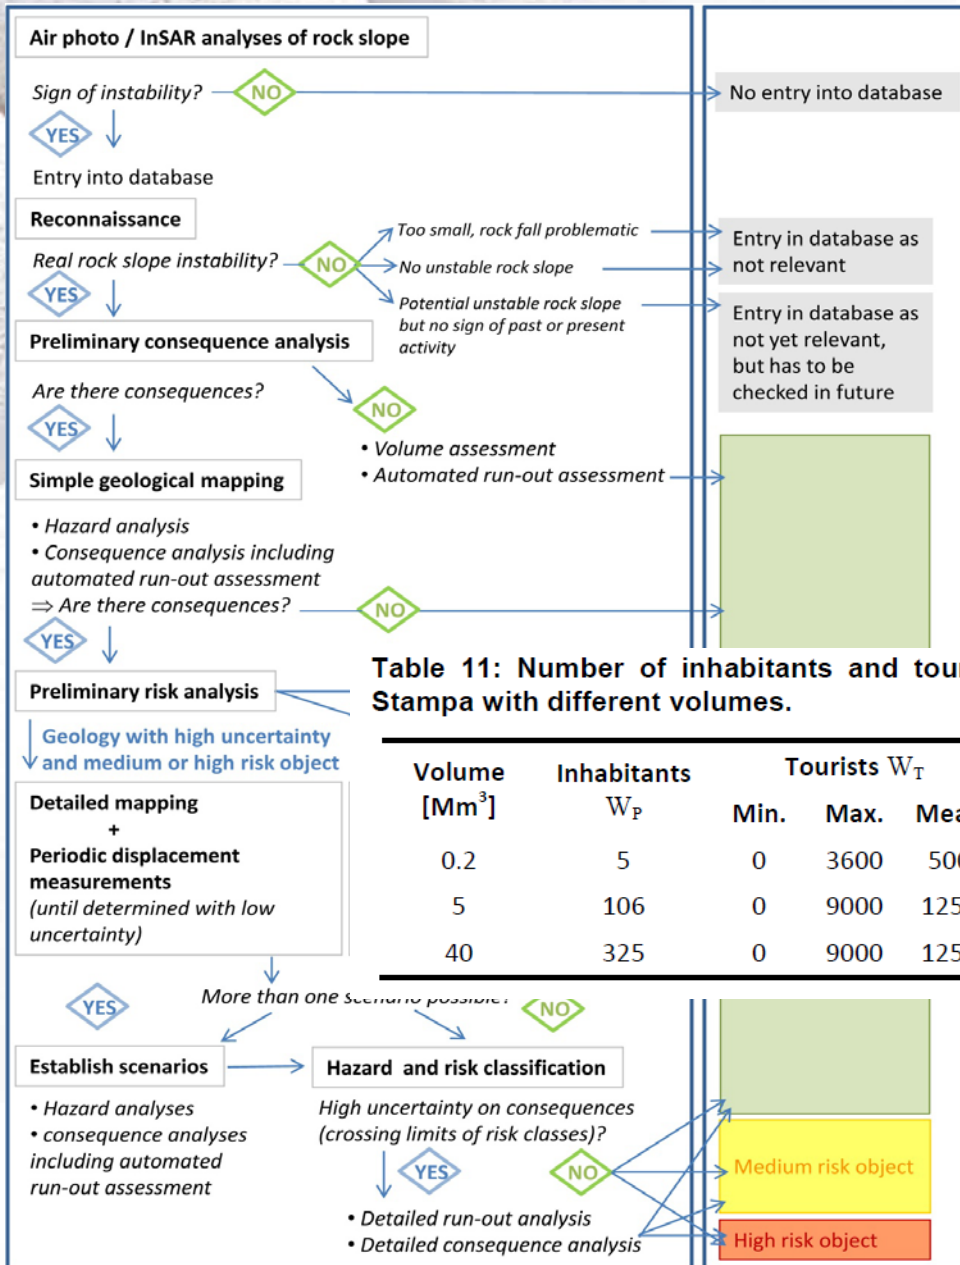 Air photo / InSAR analyses of rock slope
Sign of instability?
NO
No entry into database
YES
Entry into database
Reconnaissance
Real rock slope instability?
NO
Too small, rock fall problematic
No unstable rock slope
Potential unstable rock slope
but no sign of past or present
activity
Entry in database as
not relevant
Entry in database as
not yet relevant,
but has to be
checked in future
YES
Preliminary consequence analysis
Are there consequences?
NO
YES
• Volume assessment
• Automated run-out assessment
Simple geological mapping
• Hazard analysis
• Consequence analysis including
automated run-out assessment
⇒ Are there consequences?
NO
YES
Preliminary risk analysis
Geology with high uncertainty
and medium or high risk object
Detailed mapping
+
Periodic displacement
measurements
(until determined with low
uncertainty)
Table 11: Number of inhabitants and tour
Stampa with different volumes.
Volume Inhabitants Tourists W_T
[Mm³] W_P Min. Max. Mea
0.2 5 0 3600 500
5 106 0 9000 125
40 325 0 9000 125
More than one scenario possible?
YES
NO
Establish scenarios
• Hazard analyses
• consequence analyses
including automated
run-out assessment
Hazard and risk classification
High uncertainty on consequences
(crossing limits of risk classes)?
YES
NO
• Detailed run-out analysis
• Detailed consequence analysis
Medium risk object
High risk object